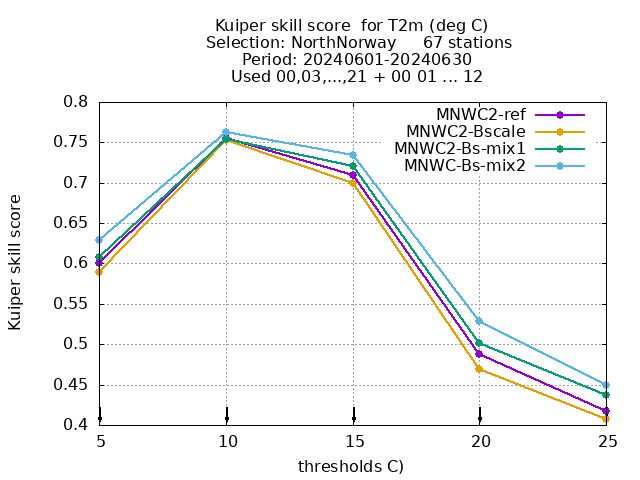 Kuiper skill score  for T2m (deg C)
Selection: NorthNorway     67 stations
Period: 20240601-20240630
Used 00,03,...,21 + 00 01 ... 12
MNWC2-ref
MNWC2-Bscale
MNWC2-Bs-mix1
MNWC-Bs-mix2
Kuiper skill score
0.8
0.75
0.7
0.65
0.6
0.55
0.5
0.45
0.4
5 10 15 20 25
thresholds C)